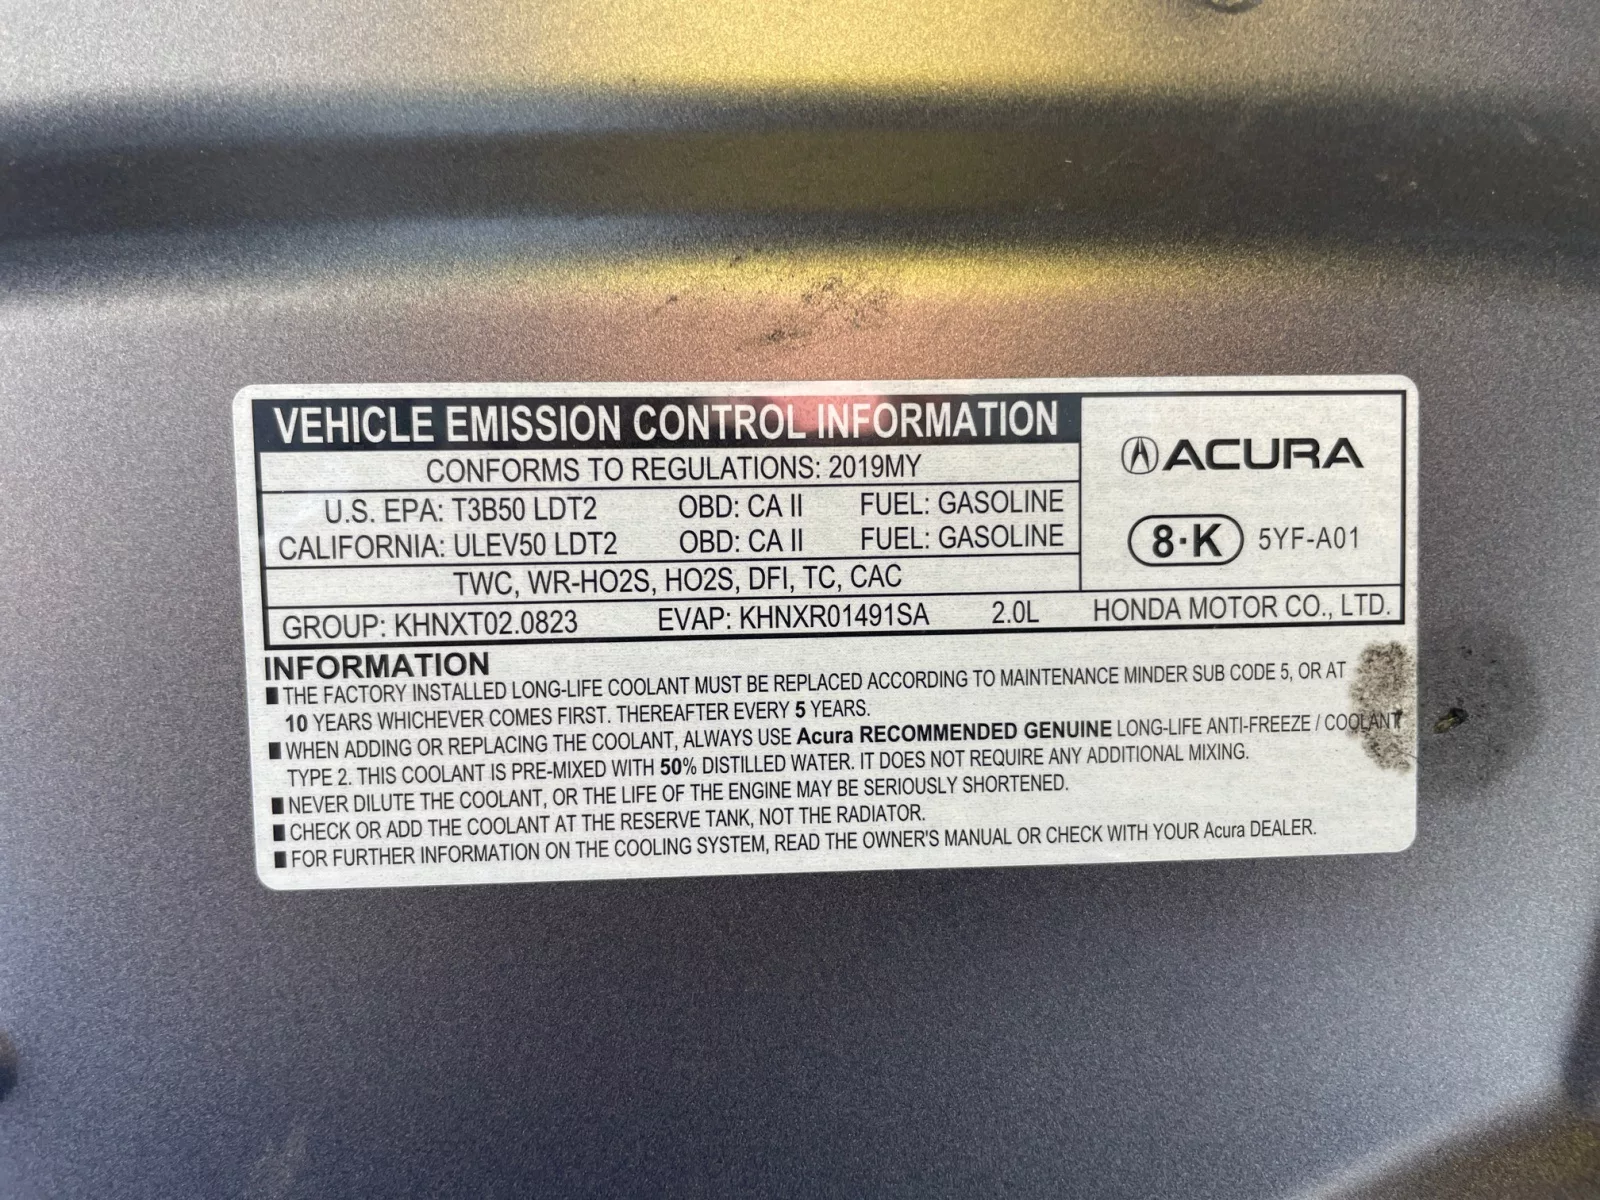 VEHICLE EMISSION CONTROL INFORMATION
CONFORMS TO REGULATIONS: 2019MY
U.S. EPA: T3B50 LDT2 OBD: CA II FUEL: GASOLINE
CALIFORNIA: ULEV50 LDT2 OBD: CA II FUEL: GASOLINE
TWC, WR-HO2S, HO2S, DFI, TC, CAC
GROUP: KHNXT02.0823 EVAP: KHNXR01491SA 2.0L
ACURA
8·K 5YF-A01
HONDA MOTOR CO., LTD.
INFORMATION
■ THE FACTORY INSTALLED LONG-LIFE COOLANT MUST BE REPLACED ACCORDING TO MAINTENANCE MINDER SUB CODE 5, OR AT
10 YEARS WHICHEVER COMES FIRST. THEREAFTER EVERY 5 YEARS.
■ WHEN ADDING OR REPLACING THE COOLANT, ALWAYS USE Acura RECOMMENDED GENUINE LONG-LIFE ANTI-FREEZE / COOLANT
TYPE 2. THIS COOLANT IS PRE-MIXED WITH 50% DISTILLED WATER. IT DOES NOT REQUIRE ANY ADDITIONAL MIXING.
■ NEVER DILUTE THE COOLANT, OR THE LIFE OF THE ENGINE MAY BE SERIOUSLY SHORTENED.
■ CHECK OR ADD THE COOLANT AT THE RESERVE TANK, NOT THE RADIATOR.
■ FOR FURTHER INFORMATION ON THE COOLING SYSTEM, READ THE OWNER'S MANUAL OR CHECK WITH YOUR Acura DEALER.